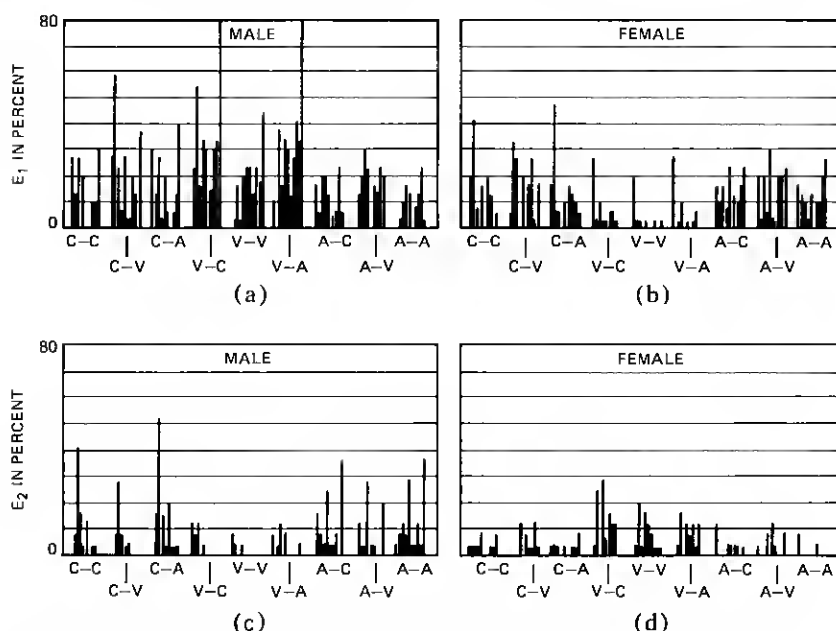 80 MALE FEMALE
E1 IN PERCENT
0
C–C C–A V–V A–C A–A C–C C–A V–V A–C A–A
C–V V–C V–A A–V C–V V–C V–A A–V
(a) (b)
80 MALE FEMALE
E2 IN PERCENT
0
C–C C–A V–V A–C A–A C–C C–A V–V A–C A–A
C–V V–C V–A A–V C–V V–C V–A A–V
(c) (d)